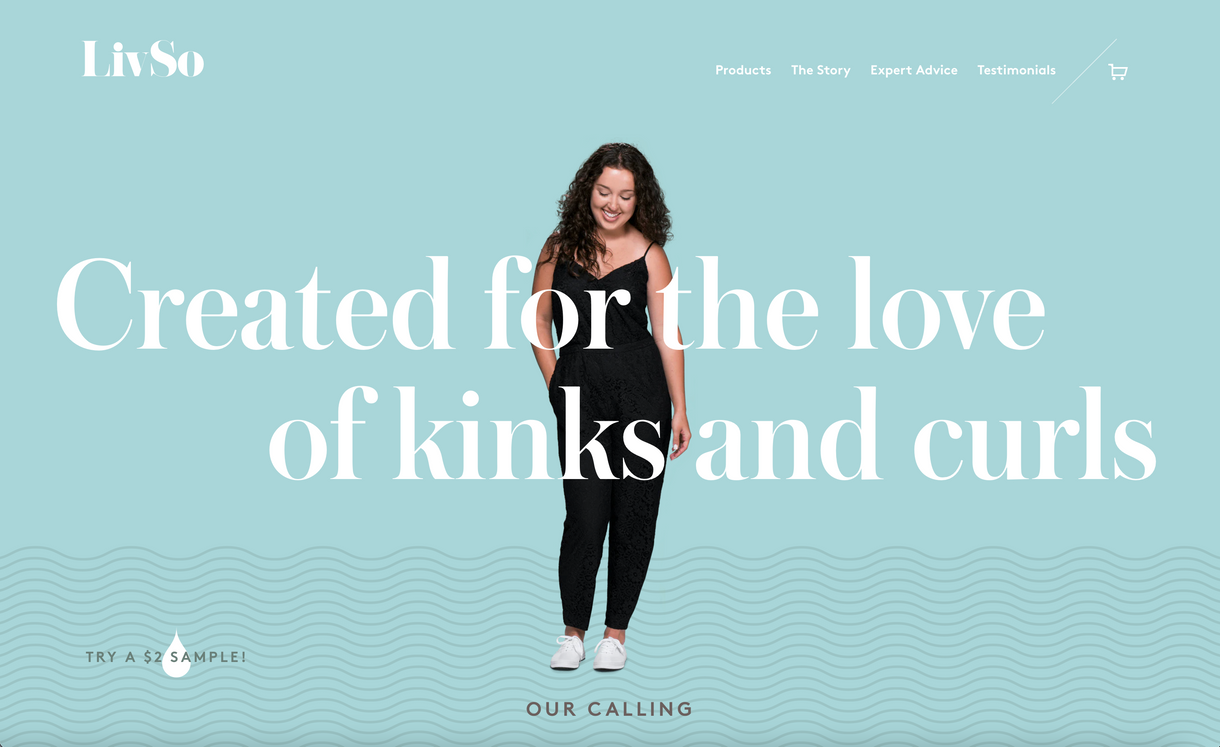 LivSo
Products The Story Expert Advice Testimonials
Created for the love
of kinks and curls
TRY A $2 SAMPLE!
OUR CALLING